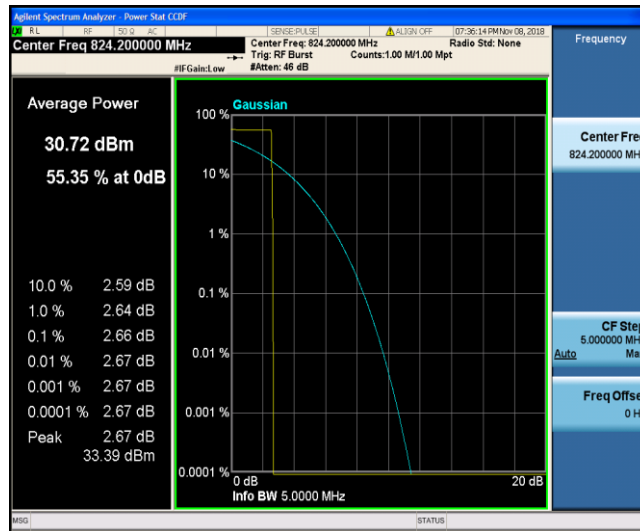 Agilent Spectrum Analyzer - Power Stat CCDF
RL RF 50 Ω AC SENSE:PULSE ALIGN OFF 07:36:14 PM Nov 08, 2018
Center Freq 824.200000 MHz
Center Freq: 824.200000 MHz Radio Std: None
Trig: RF Burst Counts:1.00 M/1.00 Mpt
#IFGain:Low #Atten: 46 dB
Frequency
Average Power
30.72 dBm
55.35 % at 0dB
10.0 % 2.59 dB
1.0 % 2.64 dB
0.1 % 2.66 dB
0.01 % 2.67 dB
0.001 % 2.67 dB
0.0001 % 2.67 dB
Peak 2.67 dB
33.39 dBm
Gaussian
100 %
10 %
1 %
0.1 %
0.01 %
0.001 %
0.0001 %
0 dB 20 dB
Info BW 5.0000 MHz
Center Fre
824.200000 MH
CF Step
5.000000 MH
Auto Ma
Freq Offse
0 H
MSG STATUS